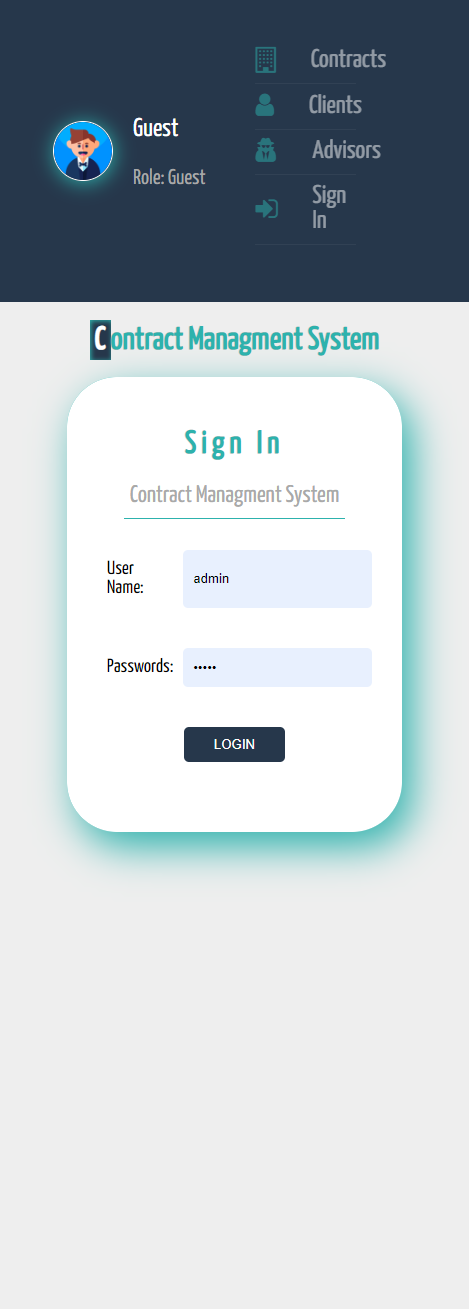 Guest
Role: Guest
Contracts
Clients
Advisors
Sign
In
Contract Managment System
Sign In
Contract Managment System
User
Name:
admin
Passwords:
•••••
LOGIN